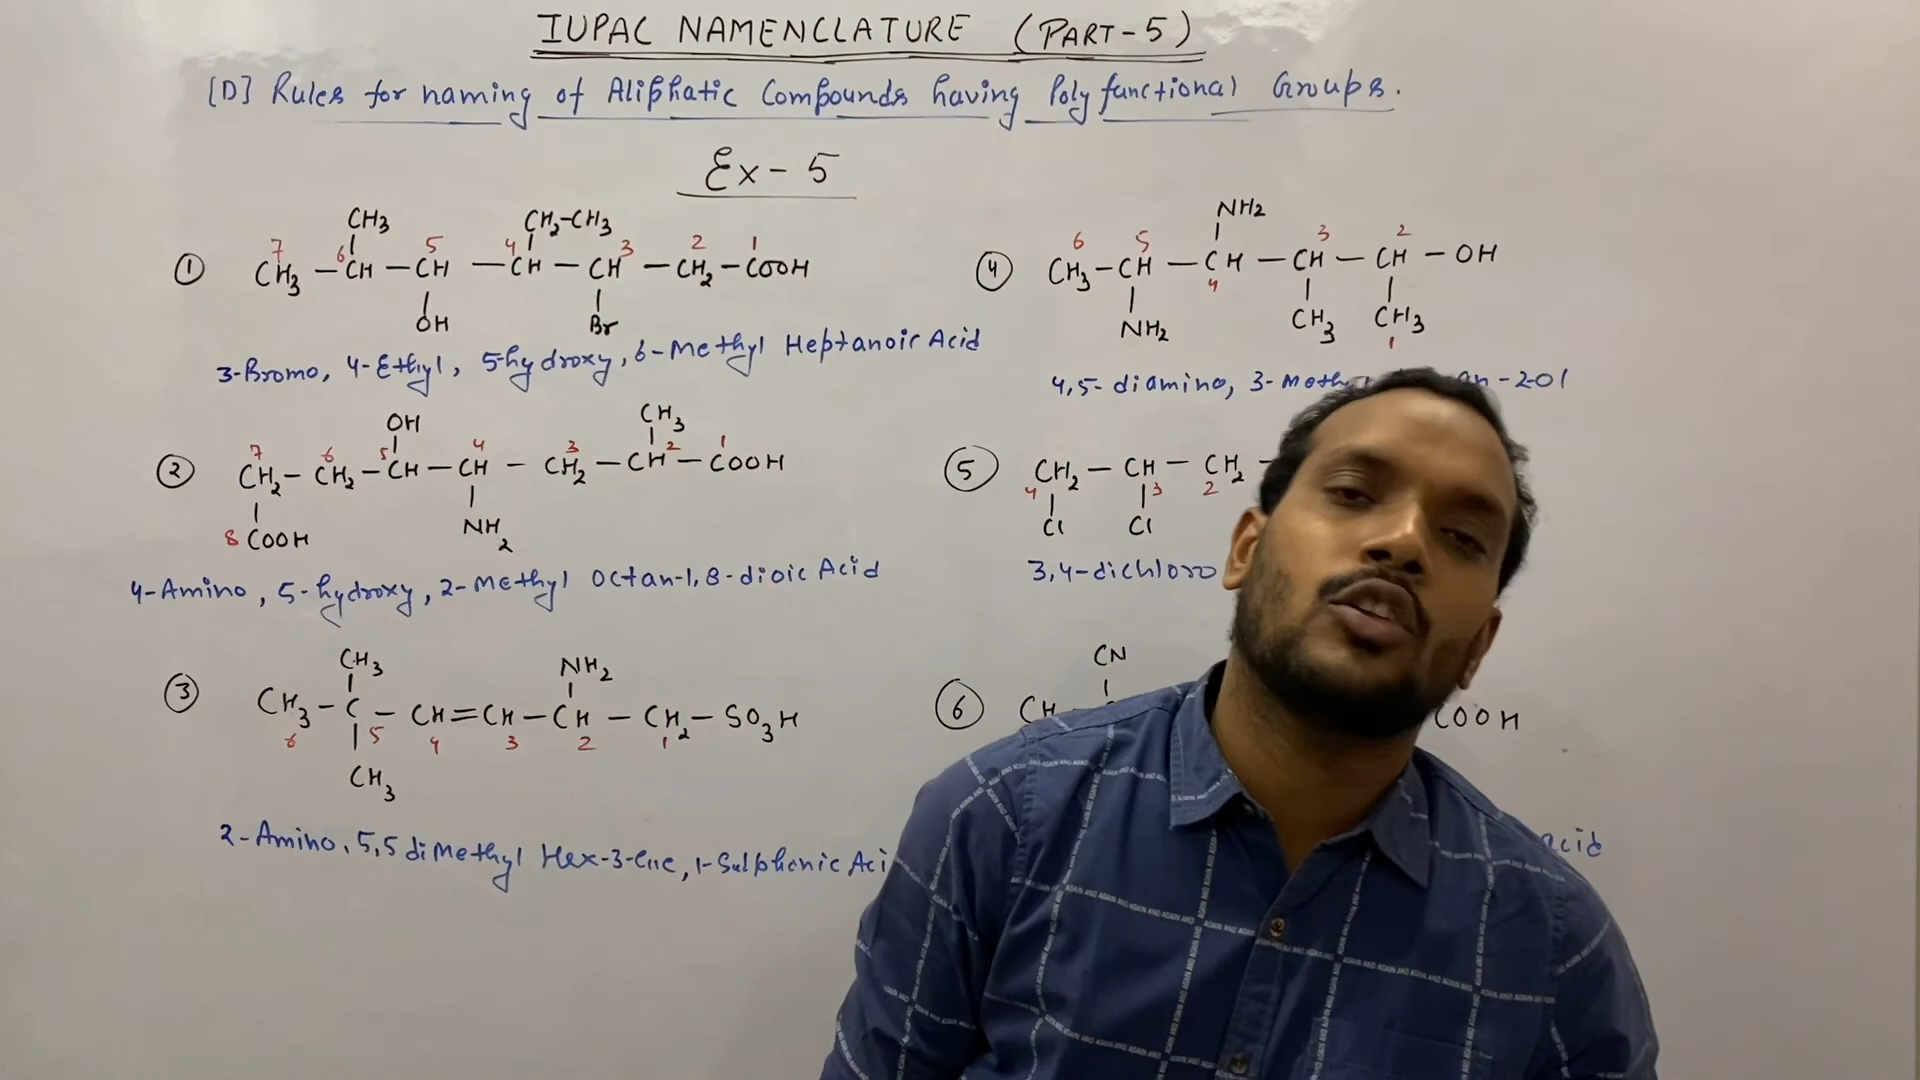 IUPAC NAMENCLATURE (PART-5)
[D] Rules for naming of Aliphatic Compounds having Poly functional Groups.
Ex-5
CH3 CH2-CH3
7 6 5 4 3 2 1
① CH3 — CH — CH — CH — CH — CH2 — COOH
OH Br
3-Bromo, 4-Ethyl, 5-hydroxy, 6-Methyl Heptanoic Acid
OH CH3
7 6 5 4 3 2 1
② CH2 — CH2 — CH — CH — CH2 — CH — COOH
8 COOH NH2
4-Amino, 5-hydroxy, 2-Methyl Octan-1,8-dioic Acid
CH3 NH2
③ CH3 — C — CH=CH — CH — CH2 — SO3H
6 5 4 3 2 1
CH3
2-Amino, 5,5 dimethyl Hex-3-ene, 1-Sulphonic Aci
NH2
6 5 3 2
④ CH3 — CH — CH — CH — CH — OH
4
NH2 CH3 CH3
1
4,5-diamino, 3-Meth an-2-ol
⑤ CH2 — CH — CH2 —
4 3 2
Cl Cl
3,4-dichloro
CN
⑥ CH COOH
acid